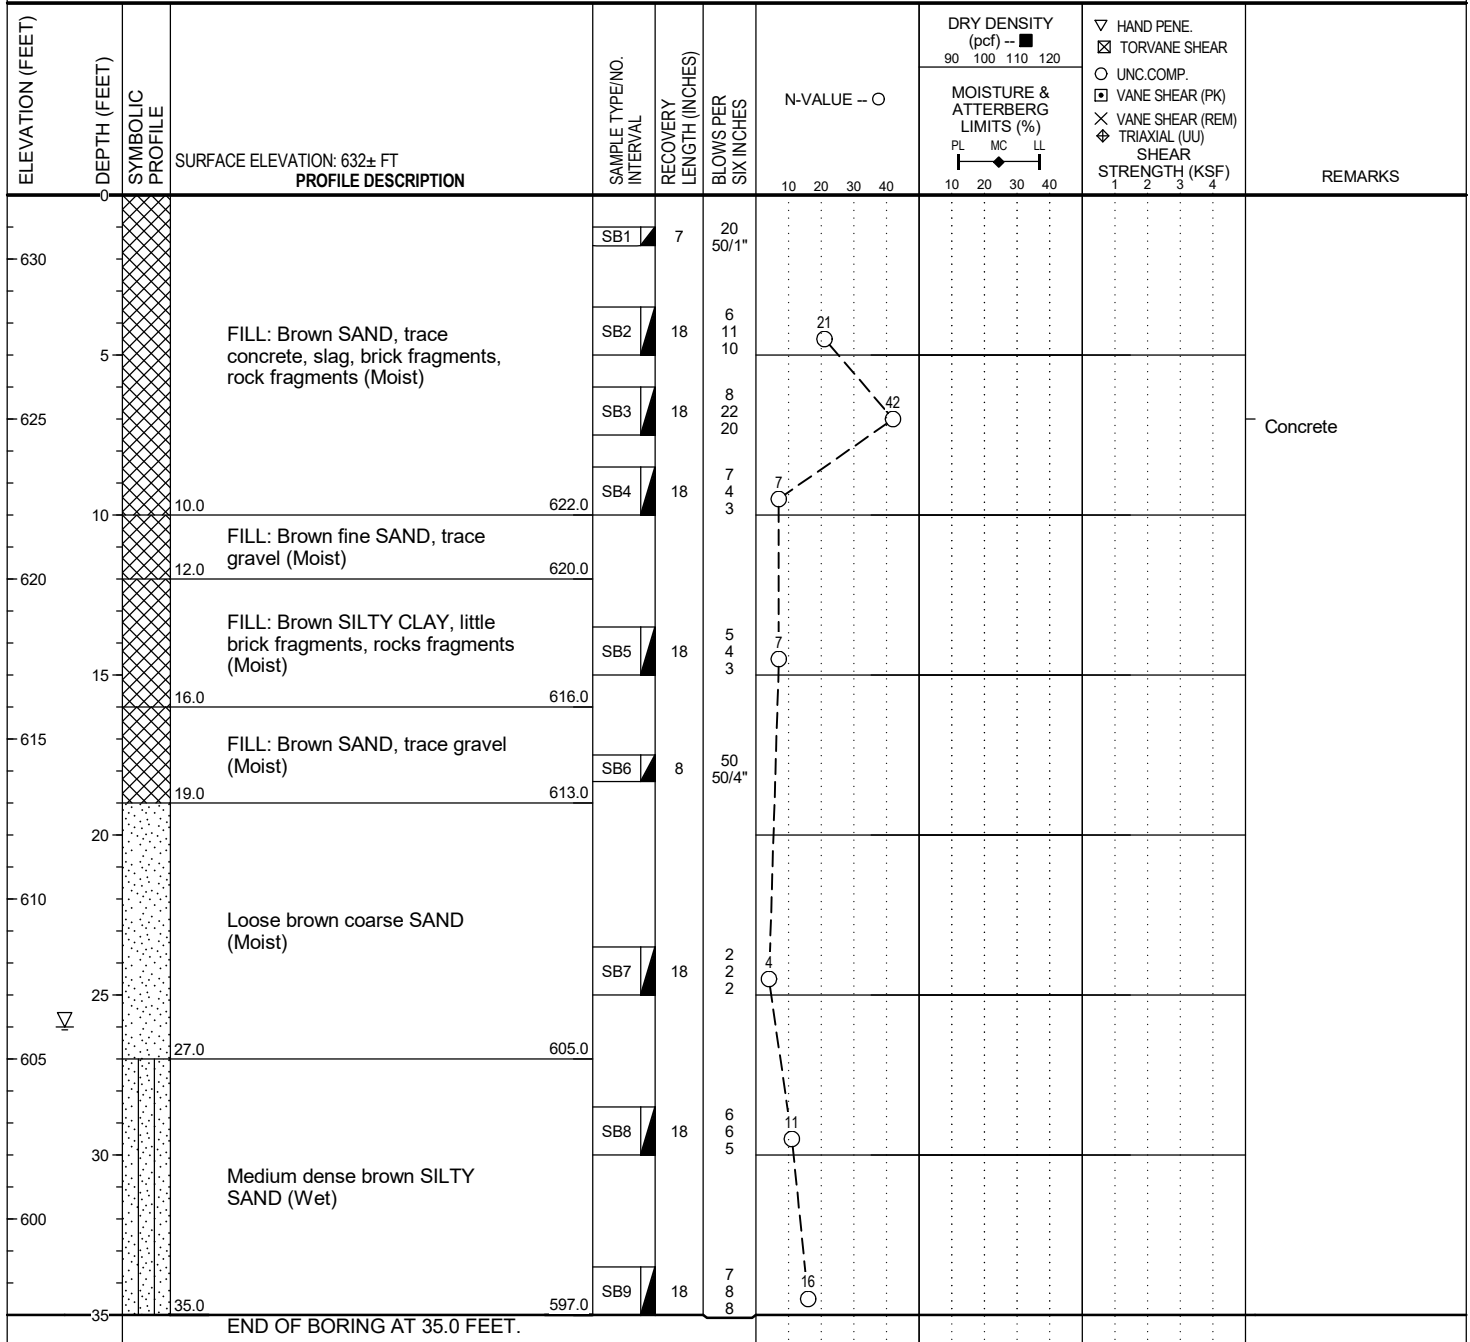 ELEVATION (FEET)
DEPTH (FEET)
SYMBOLIC
PROFILE
SURFACE ELEVATION: 632± FT
PROFILE DESCRIPTION
SAMPLE TYPE/NO.
INTERVAL
RECOVERY
LENGTH (INCHES)
BLOWS PER
SIX INCHES
N-VALUE -- O
10 20 30 40
DRY DENSITY
(pcf) -- ■
90 100 110 120
MOISTURE &
ATTERBERG
LIMITS (%)
PL MC LL
10 20 30 40
▽ HAND PENE.
⊠ TORVANE SHEAR
○ UNC.COMP.
VANE SHEAR (PK)
× VANE SHEAR (REM)
TRIAXIAL (UU)
SHEAR
STRENGTH (KSF)
1 2 3 4
REMARKS
0
SB1 7 20
50/1"
630
SB2 18 6
11
10
21
FILL: Brown SAND, trace
concrete, slag, brick fragments,
rock fragments (Moist)
5
SB3 18 8
22
20
42
625
Concrete
SB4 18 7
4
3
7
10.0 622.0
10
FILL: Brown fine SAND, trace
gravel (Moist)
12.0 620.0
620
FILL: Brown SILTY CLAY, little
brick fragments, rocks fragments
(Moist)
SB5 18 5
4
3
7
15
16.0 616.0
615
FILL: Brown SAND, trace gravel
(Moist)
SB6 8 50
50/4"
19.0 613.0
20
610
Loose brown coarse SAND
(Moist)
SB7 18 2
2
2
4
25
27.0 605.0
605
SB8 18 6
6
5
11
30
Medium dense brown SILTY
SAND (Wet)
600
SB9 18 7
8
8
16
35.0 597.0
35
END OF BORING AT 35.0 FEET.